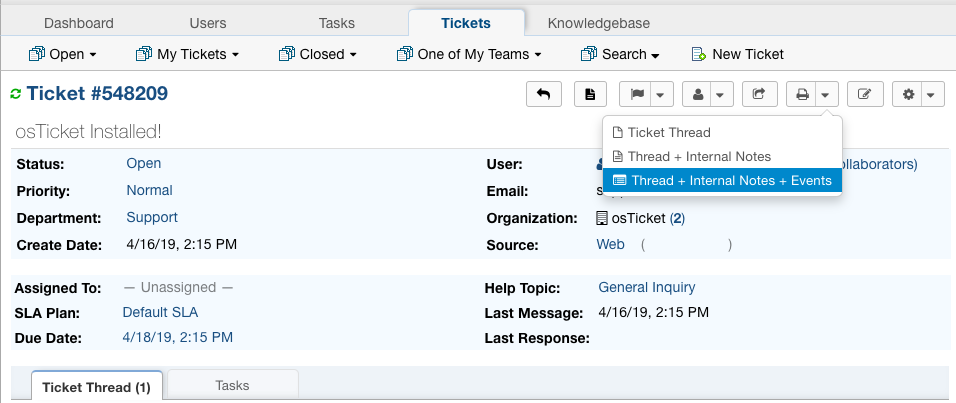 Dashboard Users Tasks Tickets Knowledgebase
Open My Tickets Closed One of My Teams Search New Ticket
Ticket #548209
osTicket Installed!
Ticket Thread
Thread + Internal Notes
Thread + Internal Notes + Events
Status: Open
Priority: Normal
Department: Support
Create Date: 4/16/19, 2:15 PM
User:
Email:
Organization: osTicket (2)
Source: Web ( )
Assigned To: — Unassigned —
SLA Plan: Default SLA
Due Date: 4/18/19, 2:15 PM
Help Topic: General Inquiry
Last Message: 4/16/19, 2:15 PM
Last Response:
Ticket Thread (1) Tasks